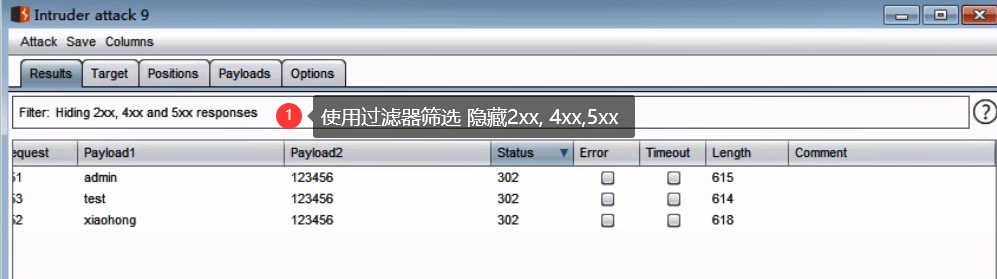 Intruder attack 9
Attack Save Columns
Results Target Positions Payloads Options
Filter: Hiding 2xx, 4xx and 5xx responses
1 使用过滤器筛选 隐藏2xx, 4xx,5xx
?
equest Payload1 Payload2 Status Error Timeout Length Comment
51 admin 123456 302 615
53 test 123456 302 614
52 xiaohong 123456 302 618